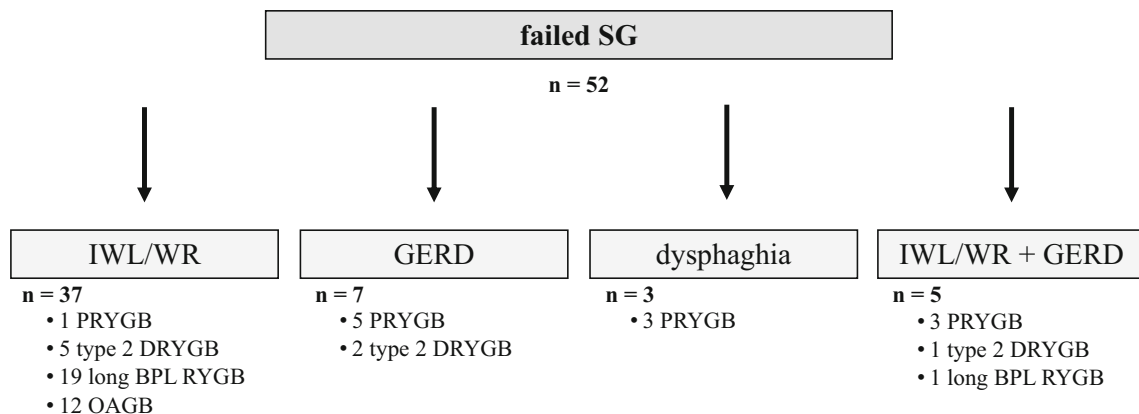 failed SG
n = 52
IWL/WR
n = 37
• 1 PRYGB
• 5 type 2 DRYGB
• 19 long BPL RYGB
• 12 OAGB
GERD
n = 7
• 5 PRYGB
• 2 type 2 DRYGB
dysphaghia
n = 3
• 3 PRYGB
IWL/WR + GERD
n = 5
• 3 PRYGB
• 1 type 2 DRYGB
• 1 long BPL RYGB